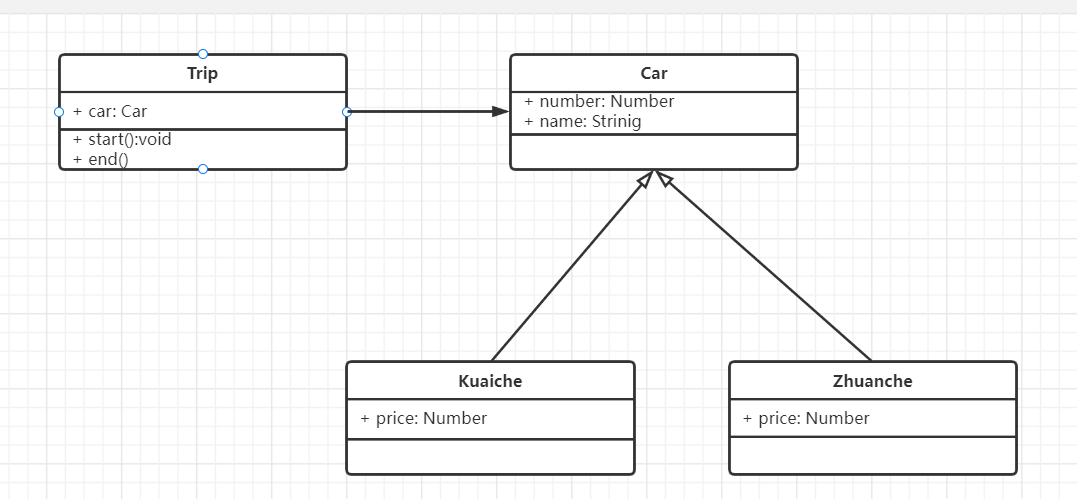 Trip
+ car: Car
+ start():void
+ end()
Car
+ number: Number
+ name: Strinig
Kuaiche
+ price: Number
Zhuanche
+ price: Number